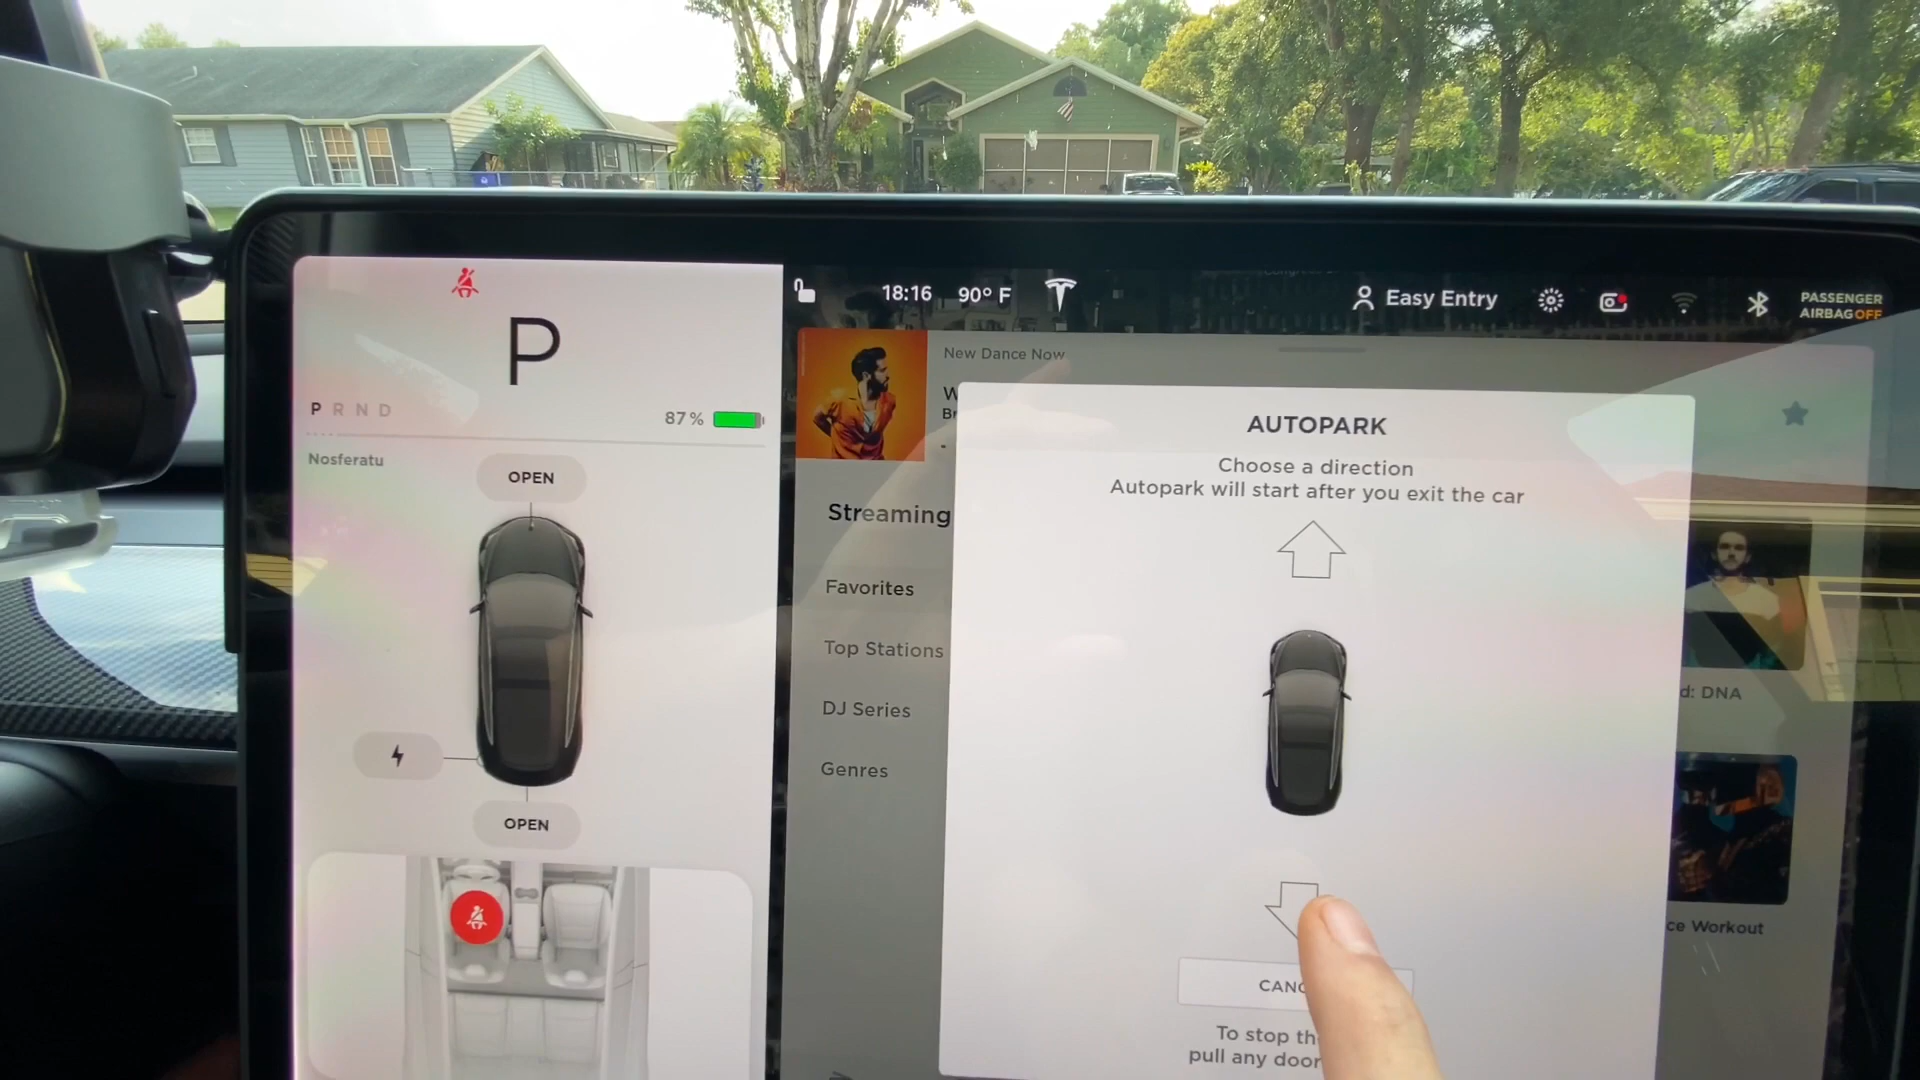 P
P R N D
87%
Nosferatu
OPEN
OPEN
18:16 90° F
Easy Entry
PASSENGER
AIRBAG OFF
New Dance Now
Streaming
Favorites
Top Stations
DJ Series
Genres
AUTOPARK
Choose a direction
Autopark will start after you exit the car
To stop
pull any door
d: DNA
Workout